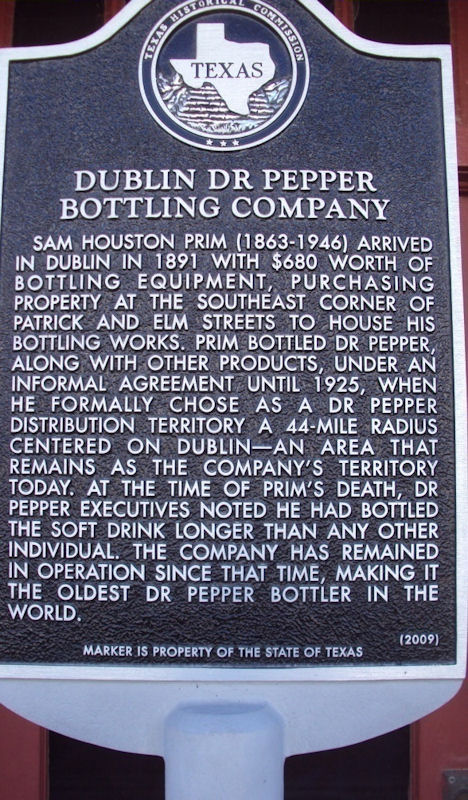 TEXAS HISTORICAL COMMISSION
TEXAS
DUBLIN DR PEPPER
BOTTLING COMPANY
SAM HOUSTON PRIM (1863-1946) ARRIVED
IN DUBLIN IN 1891 WITH $680 WORTH OF
BOTTLING EQUIPMENT, PURCHASING
PROPERTY AT THE SOUTHEAST CORNER OF
PATRICK AND ELM STREETS TO HOUSE HIS
BOTTLING WORKS. PRIM BOTTLED DR PEPPER,
ALONG WITH OTHER PRODUCTS, UNDER AN
INFORMAL AGREEMENT UNTIL 1925, WHEN
HE FORMALLY CHOSE AS A DR PEPPER
DISTRIBUTION TERRITORY A 44-MILE RADIUS
CENTERED ON DUBLIN—AN AREA THAT
REMAINS AS THE COMPANY'S TERRITORY
TODAY. AT THE TIME OF PRIM'S DEATH, DR
PEPPER EXECUTIVES NOTED HE HAD BOTTLED
THE SOFT DRINK LONGER THAN ANY OTHER
INDIVIDUAL. THE COMPANY HAS REMAINED
IN OPERATION SINCE THAT TIME, MAKING IT
THE OLDEST DR PEPPER BOTTLER IN THE
WORLD.
(2009)
MARKER IS PROPERTY OF THE STATE OF TEXAS